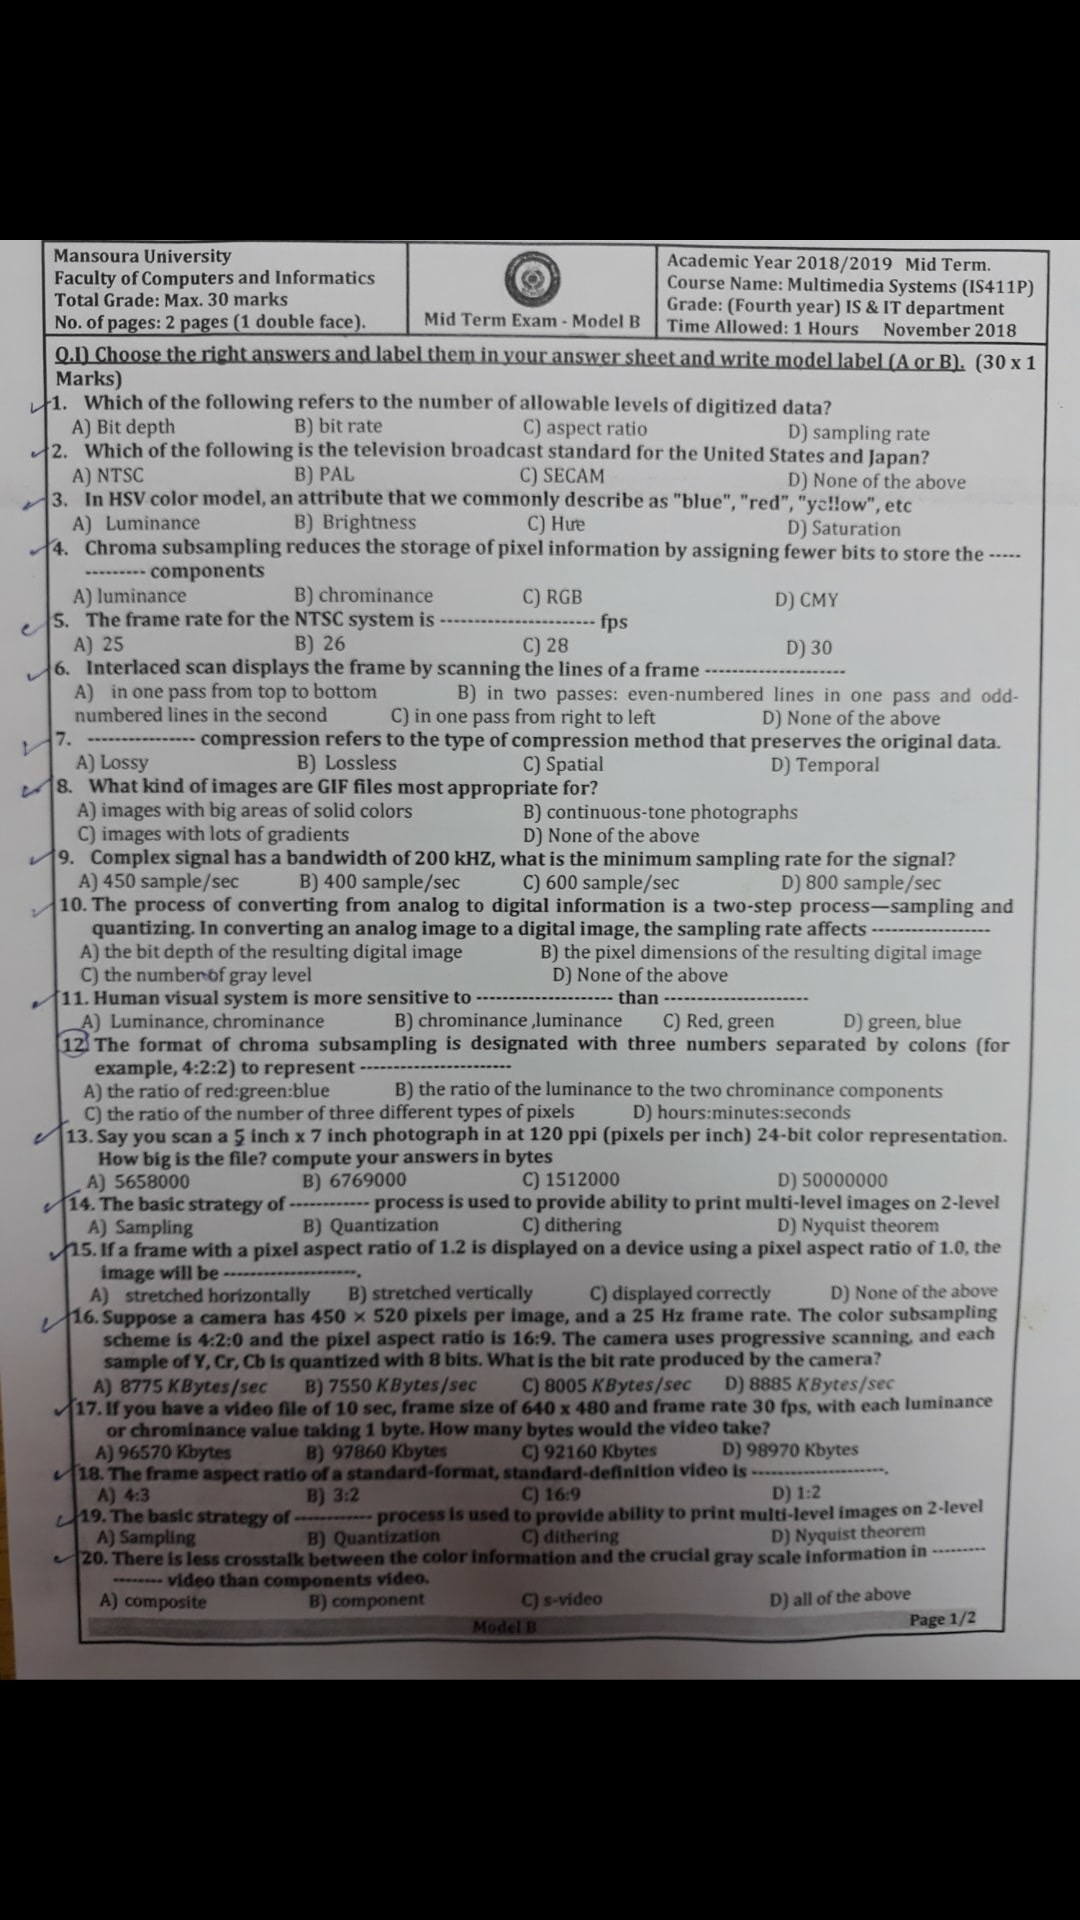 Mansoura University
Faculty of Computers and Informatics
Total Grade: Max. 30 marks
No. of pages: 2 pages (1 double face).
Mid Term Exam - Model B
Academic Year 2018/2019 Mid Term.
Course Name: Multimedia Systems (IS411P)
Grade: (Fourth year) IS & IT department
Time Allowed: 1 Hours November 2018
Q.I) Choose the right answers and label them in your answer sheet and write model label (A or B). (30 x 1
Marks)
1. Which of the following refers to the number of allowable levels of digitized data?
A) Bit depth B) bit rate C) aspect ratio D) sampling rate
2. Which of the following is the television broadcast standard for the United States and Japan?
A) NTSC B) PAL C) SECAM D) None of the above
3. In HSV color model, an attribute that we commonly describe as "blue", "red", "yellow", etc
A) Luminance B) Brightness C) Hue D) Saturation
4. Chroma subsampling reduces the storage of pixel information by assigning fewer bits to store the -----
--------- components
A) luminance B) chrominance C) RGB D) CMY
5. The frame rate for the NTSC system is ---------------------- fps
A) 25 B) 26 C) 28 D) 30
6. Interlaced scan displays the frame by scanning the lines of a frame --------------------
A) in one pass from top to bottom B) in two passes: even-numbered lines in one pass and odd-
numbered lines in the second C) in one pass from right to left D) None of the above
7. --------------- compression refers to the type of compression method that preserves the original data.
A) Lossy B) Lossless C) Spatial D) Temporal
8. What kind of images are GIF files most appropriate for?
A) images with big areas of solid colors B) continuous-tone photographs
C) images with lots of gradients D) None of the above
9. Complex signal has a bandwidth of 200 kHZ, what is the minimum sampling rate for the signal?
A) 450 sample/sec B) 400 sample/sec C) 600 sample/sec D) 800 sample/sec
10. The process of converting from analog to digital information is a two-step process—sampling and
quantizing. In converting an analog image to a digital image, the sampling rate affects -----------------
A) the bit depth of the resulting digital image B) the pixel dimensions of the resulting digital image
C) the number of gray level D) None of the above
11. Human visual system is more sensitive to ------------------- than --------------------
A) Luminance, chrominance B) chrominance ,luminance C) Red, green D) green, blue
12. The format of chroma subsampling is designated with three numbers separated by colons (for
example, 4:2:2) to represent ---------------------
A) the ratio of red:green:blue B) the ratio of the luminance to the two chrominance components
C) the ratio of the number of three different types of pixels D) hours:minutes:seconds
13. Say you scan a 5 inch x 7 inch photograph in at 120 ppi (pixels per inch) 24-bit color representation.
How big is the file? compute your answers in bytes
A) 5658000 B) 6769000 C) 1512000 D) 50000000
14. The basic strategy of ----------- process is used to provide ability to print multi-level images on 2-level
A) Sampling B) Quantization C) dithering D) Nyquist theorem
15. If a frame with a pixel aspect ratio of 1.2 is displayed on a device using a pixel aspect ratio of 1.0, the
image will be -------------------.
A) stretched horizontally B) stretched vertically C) displayed correctly D) None of the above
16. Suppose a camera has 450 × 520 pixels per image, and a 25 Hz frame rate. The color subsampling
scheme is 4:2:0 and the pixel aspect ratio is 16:9. The camera uses progressive scanning, and each
sample of Y, Cr, Cb is quantized with 8 bits. What is the bit rate produced by the camera?
A) 8775 KBytes/sec B) 7550 KBytes/sec C) 8005 KBytes/sec D) 8885 KBytes/sec
17. If you have a video file of 10 sec, frame size of 640 x 480 and frame rate 30 fps, with each luminance
or chrominance value taking 1 byte. How many bytes would the video take?
A) 96570 Kbytes B) 97860 Kbytes C) 92160 Kbytes D) 98970 Kbytes
18. The frame aspect ratio of a standard-format, standard-definition video is -------------------.
A) 4:3 B) 3:2 C) 16:9 D) 1:2
19. The basic strategy of ----------- process is used to provide ability to print multi-level images on 2-level
A) Sampling B) Quantization C) dithering D) Nyquist theorem
20. There is less crosstalk between the color information and the crucial gray scale information in ---------
-------- video than components video.
A) composite B) component C) s-video D) all of the above
Model B Page 1/2